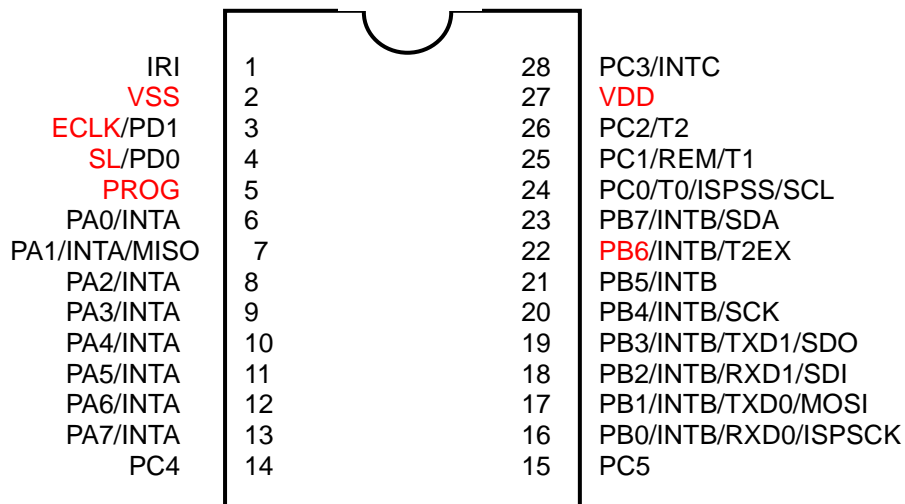 IRI 1 28 PC3/INTC
VSS 2 27 VDD
ECLK/PD1 3 26 PC2/T2
SL/PD0 4 25 PC1/REM/T1
PROG 5 24 PC0/T0/ISPSS/SCL
PA0/INTA 6 23 PB7/INTB/SDA
PA1/INTA/MISO 7 22 PB6/INTB/T2EX
PA2/INTA 8 21 PB5/INTB
PA3/INTA 9 20 PB4/INTB/SCK
PA4/INTA 10 19 PB3/INTB/TXD1/SDO
PA5/INTA 11 18 PB2/INTB/RXD1/SDI
PA6/INTA 12 17 PB1/INTB/TXD0/MOSI
PA7/INTA 13 16 PB0/INTB/RXD0/ISPSCK
PC4 14 15 PC5